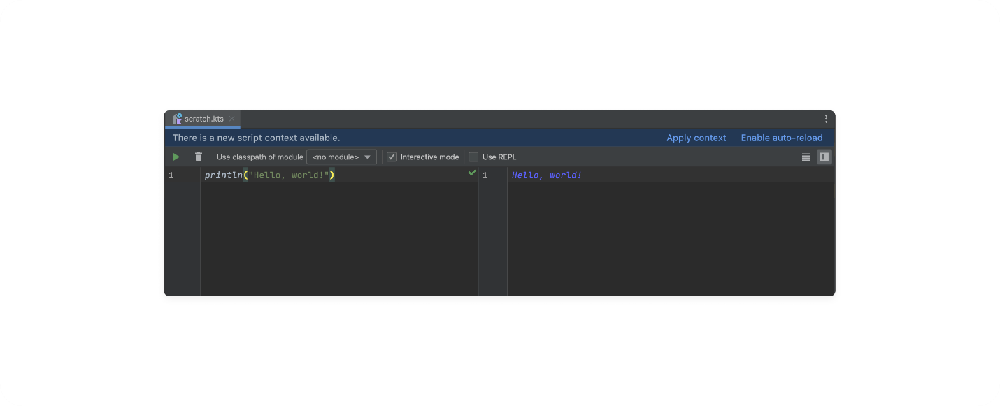 scratch.kts
There is a new script context available. Apply context Enable auto-reload
Use classpath of module <no module> Interactive mode Use REPL
1 println("Hello, world!") 1 Hello, world!